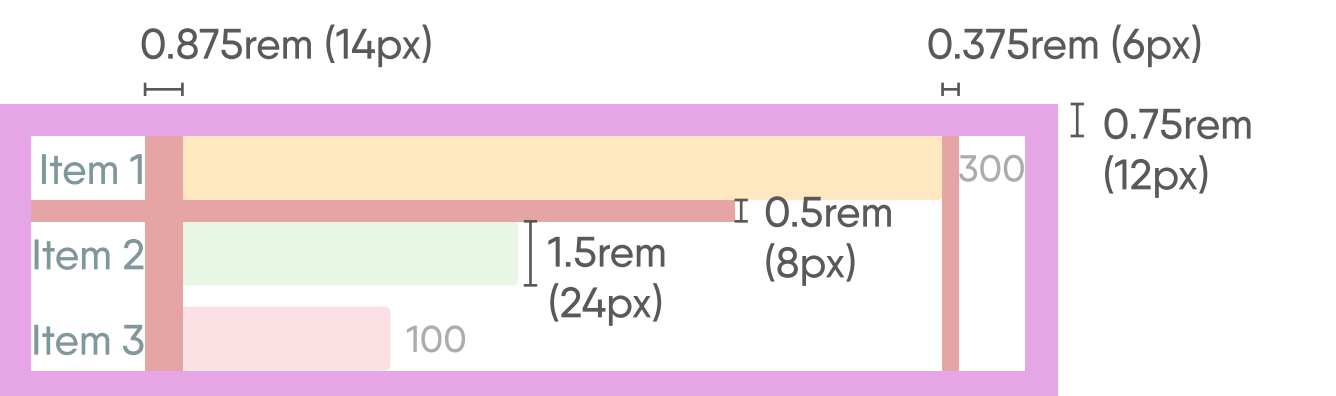 0.875rem (14px)
0.375rem (6px)
0.75rem
(12px)
Item 1
300
0.5rem
(8px)
Item 2
1.5rem
(24px)
Item 3
100